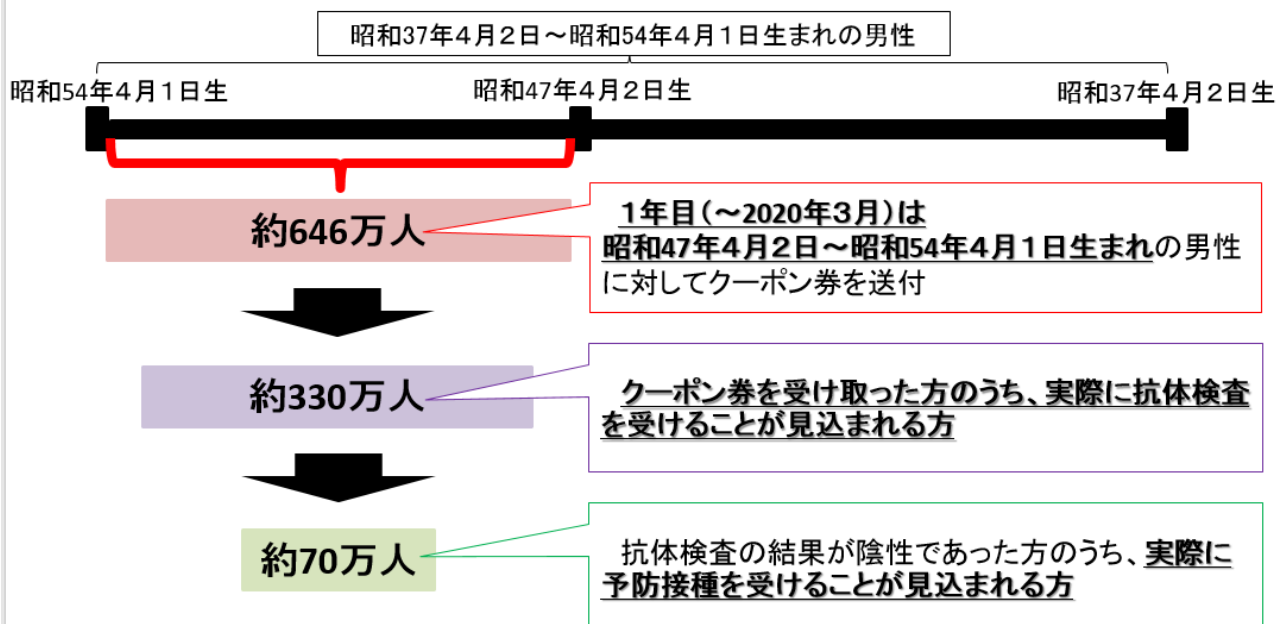 昭和37年４月２日～昭和54年４月１日生まれの男性
昭和54年４月１日生
昭和47年４月２日生
昭和37年４月２日生
約646万人
１年目（～2020年３月）は
昭和47年４月２日～昭和54年４月１日生まれの男性
に対してクーポン券を送付
約330万人
クーポン券を受け取った方のうち、実際に抗体検査
を受けることが見込まれる方
約70万人
抗体検査の結果が陰性であった方のうち、実際に
予防接種を受けることが見込まれる方